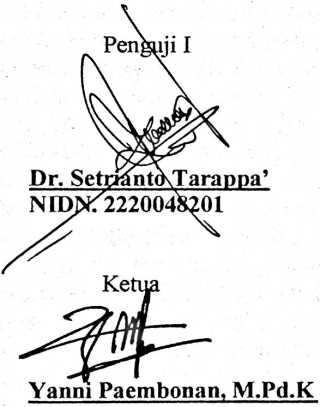 Penguji I
Dr. Setrianto Tarappa'
NIDN. 2220048201
Ketua
Yanni Paembonan, M.Pd.K